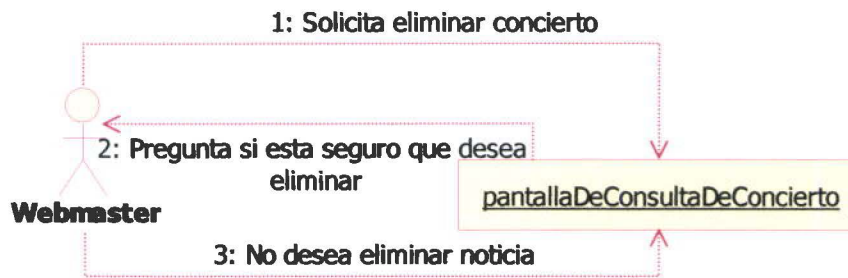 1: Solicita eliminar concierto
2: Pregunta si esta seguro que desea
eliminar
pantallaDeConsultaDeConcierto
Webmaster
3: No desea eliminar noticia